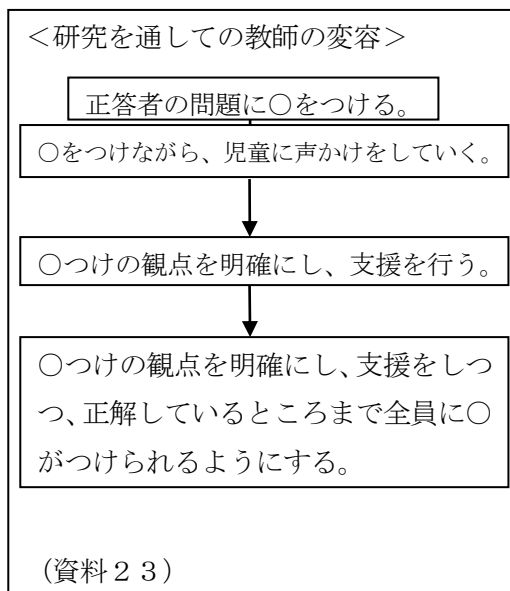 ＜研究を通しての教師の変容＞
正答者の問題に○をつける。
○をつけながら、児童に声かけをしていく。
○つけの観点を明確にし、支援を行う。
○つけの観点を明確にし、支援をしつ
つ、正解しているところまで全員に○
がつけられるようにする。
（資料２３）